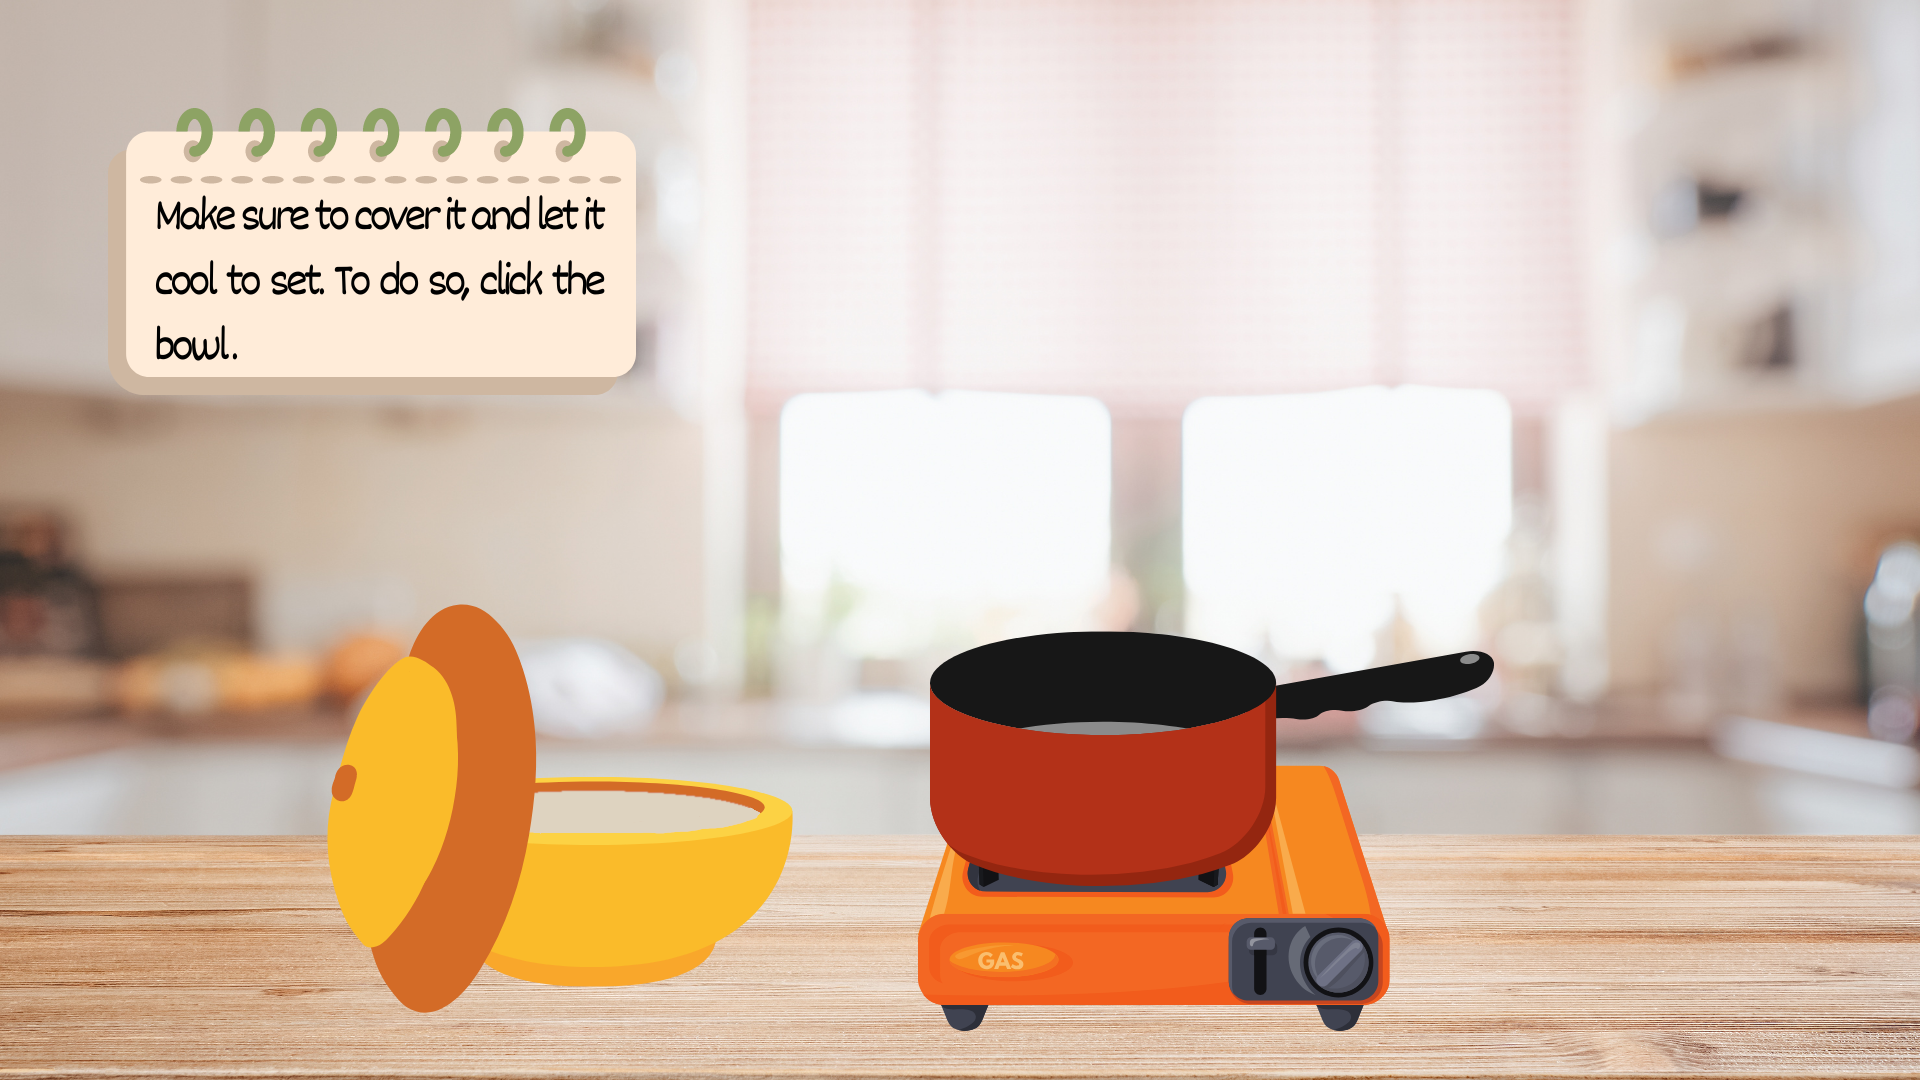 Make sure to cover it and let it
cool to set. To do so, click the
bowl.
GAS